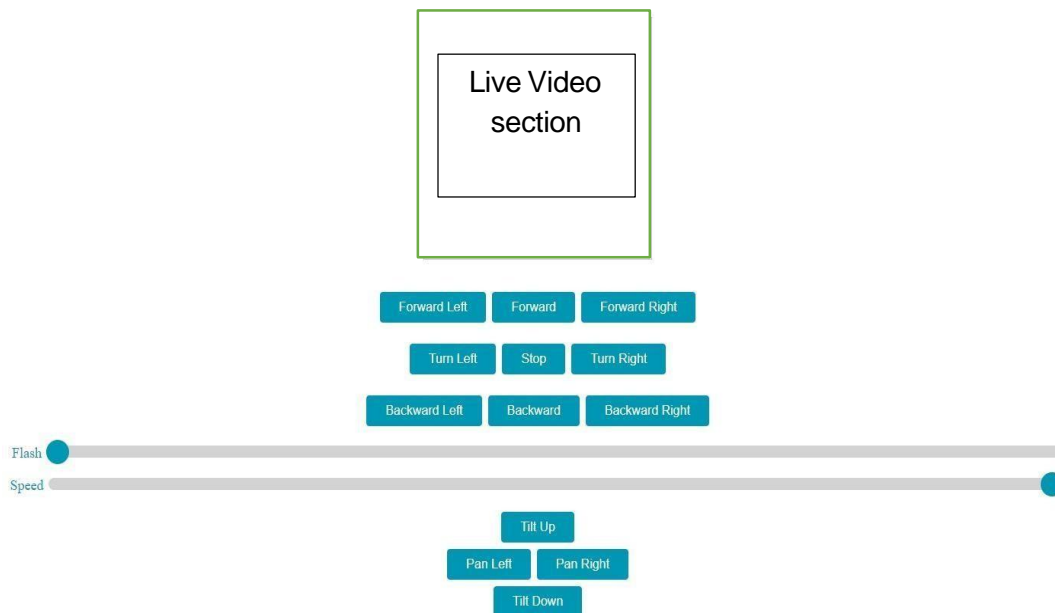 Live Video
section
Forward Left Forward Forward Right
Turn Left Stop Turn Right
Backward Left Backward Backward Right
Flash
Speed
Tilt Up
Pan Left Pan Right
Tilt Down